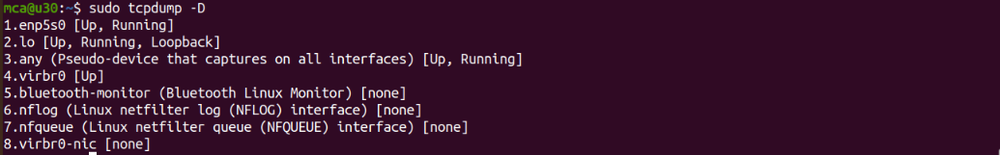 mca@u30:~$ sudo tcpdump -D
1.enp5s0 [Up, Running]
2.lo [Up, Running, Loopback]
3.any (Pseudo-device that captures on all interfaces) [Up, Running]
4.virbr0 [Up]
5.bluetooth-monitor (Bluetooth Linux Monitor) [none]
6.nflog (Linux netfilter log (NFLOG) interface) [none]
7.nfqueue (Linux netfilter queue (NFQUEUE) interface) [none]
8.virbr0-nic [none]